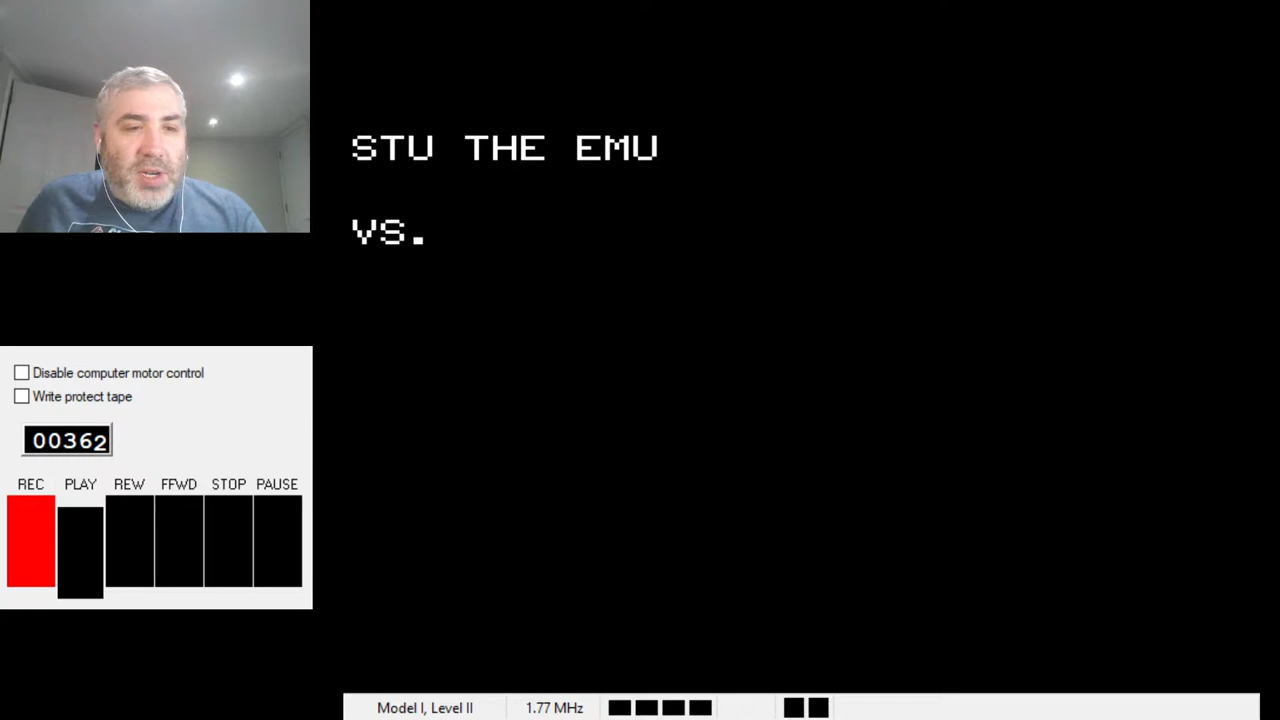 STU THE EMU
VS.
Disable computer motor control
Write protect tape
00362
REC PLAY REW FFWD STOP PAUSE
Model I, Level II 1.77 MHz